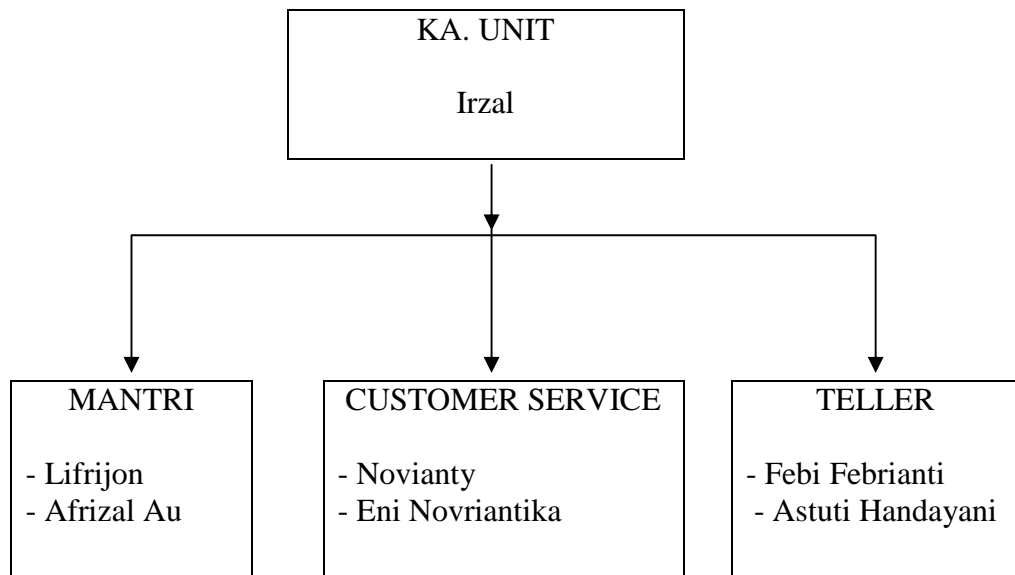 KA. UNIT
Irzal
MANTRI
- Lifrijon
- Afrizal Au
CUSTOMER SERVICE
- Novianty
- Eni Novriantika
TELLER
- Febi Febrianti
- Astuti Handayani